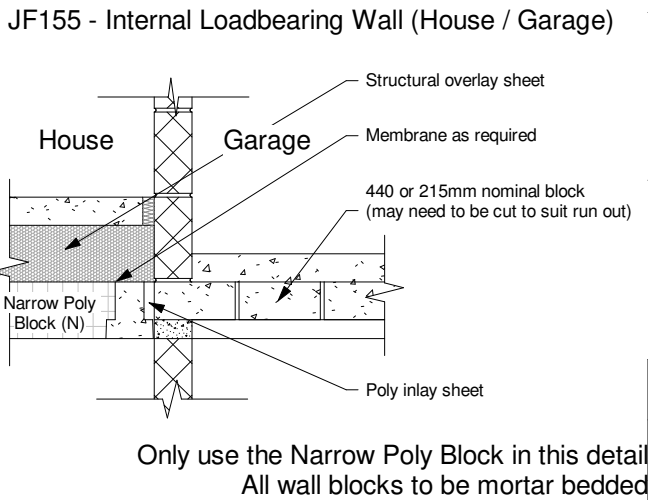 JF155 - Internal Loadbearing Wall (House / Garage)
Structural overlay sheet
House
Garage
Membrane as required
440 or 215mm nominal block
(may need to be cut to suit run out)
Narrow Poly
Block (N)
Poly inlay sheet
Only use the Narrow Poly Block in this detail
All wall blocks to be mortar bedded